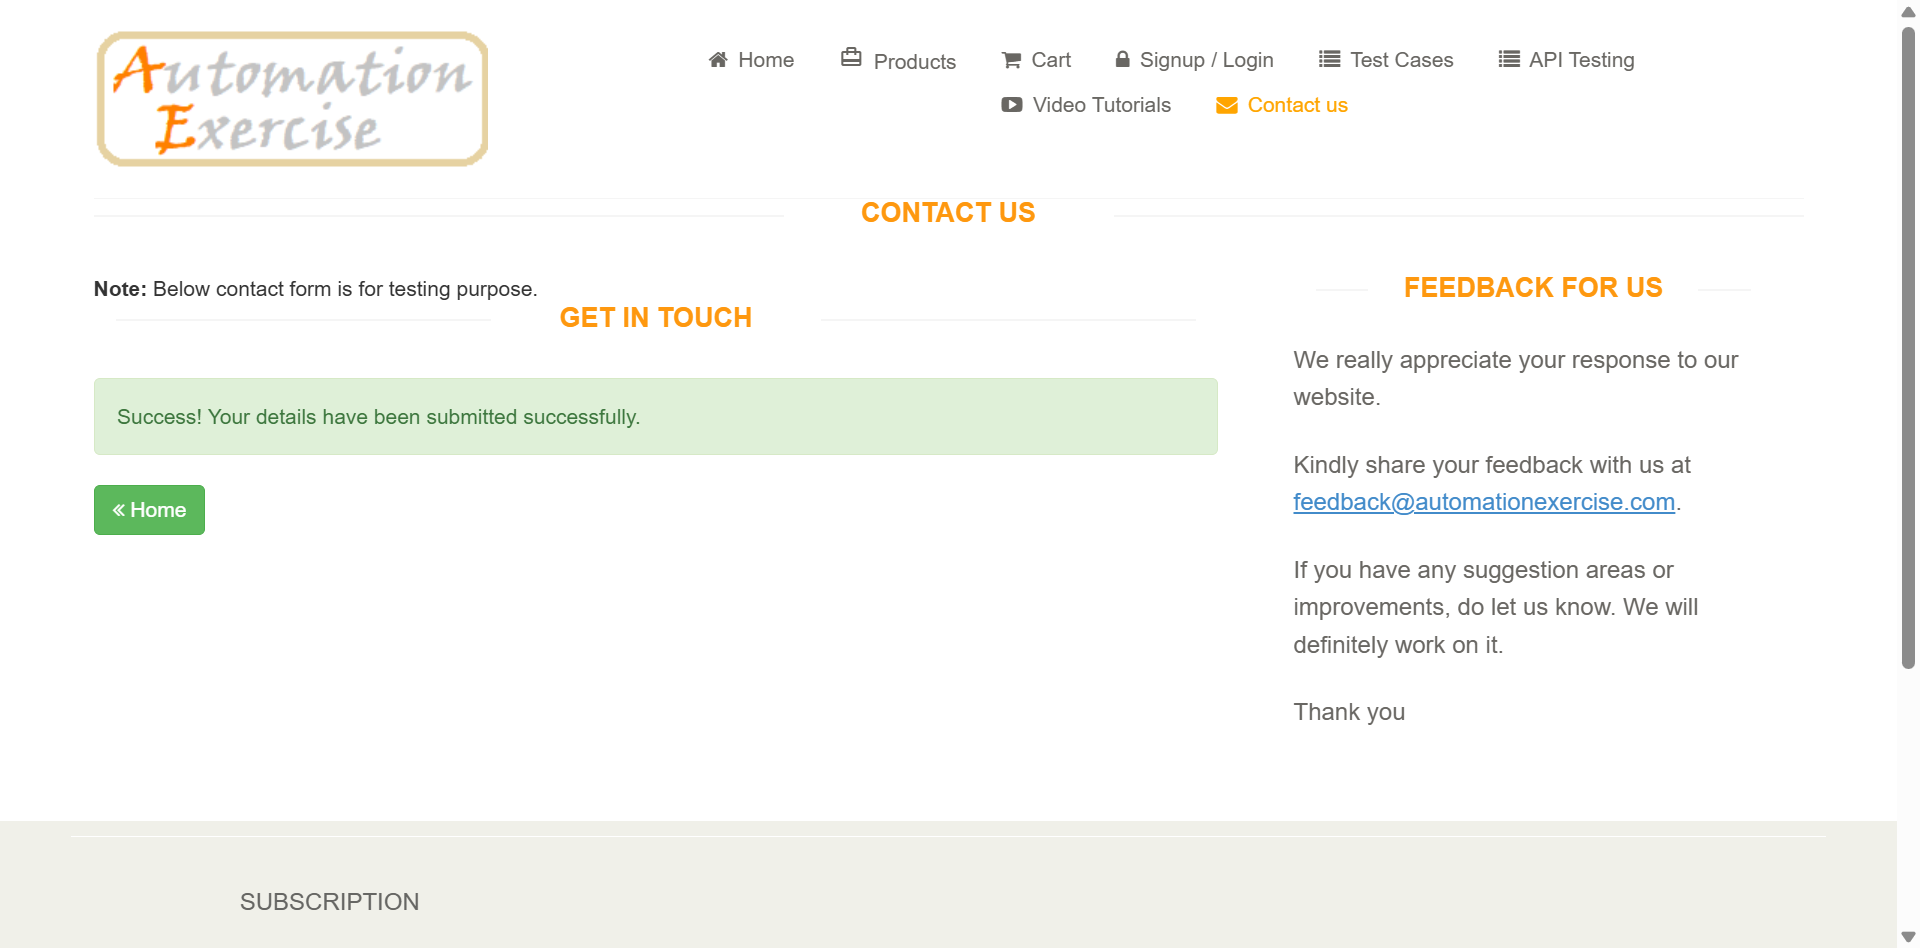 Automation
Exercise
Home
Products
Cart
Signup / Login
Test Cases
API Testing
Video Tutorials
Contact us
CONTACT US
Note: Below contact form is for testing purpose.
GET IN TOUCH
Success! Your details have been submitted successfully.
« Home
FEEDBACK FOR US
We really appreciate your response to our
website.
Kindly share your feedback with us at
feedback@automationexercise.com.
If you have any suggestion areas or
improvements, do let us know. We will
definitely work on it.
Thank you
SUBSCRIPTION